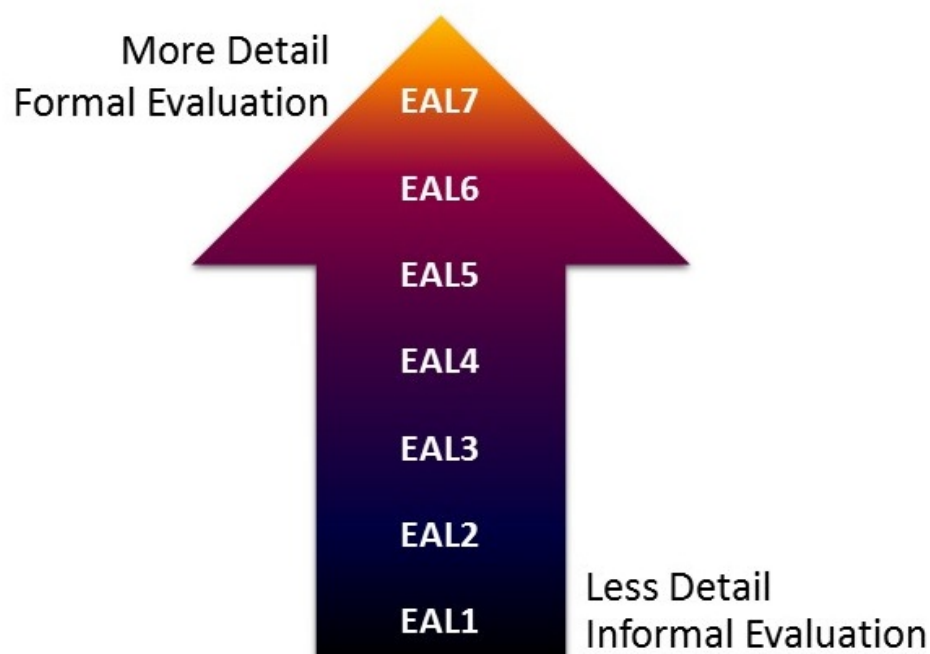 More Detail
Formal Evaluation
EAL7
EAL6
EAL5
EAL4
EAL3
EAL2
EAL1
Less Detail
Informal Evaluation